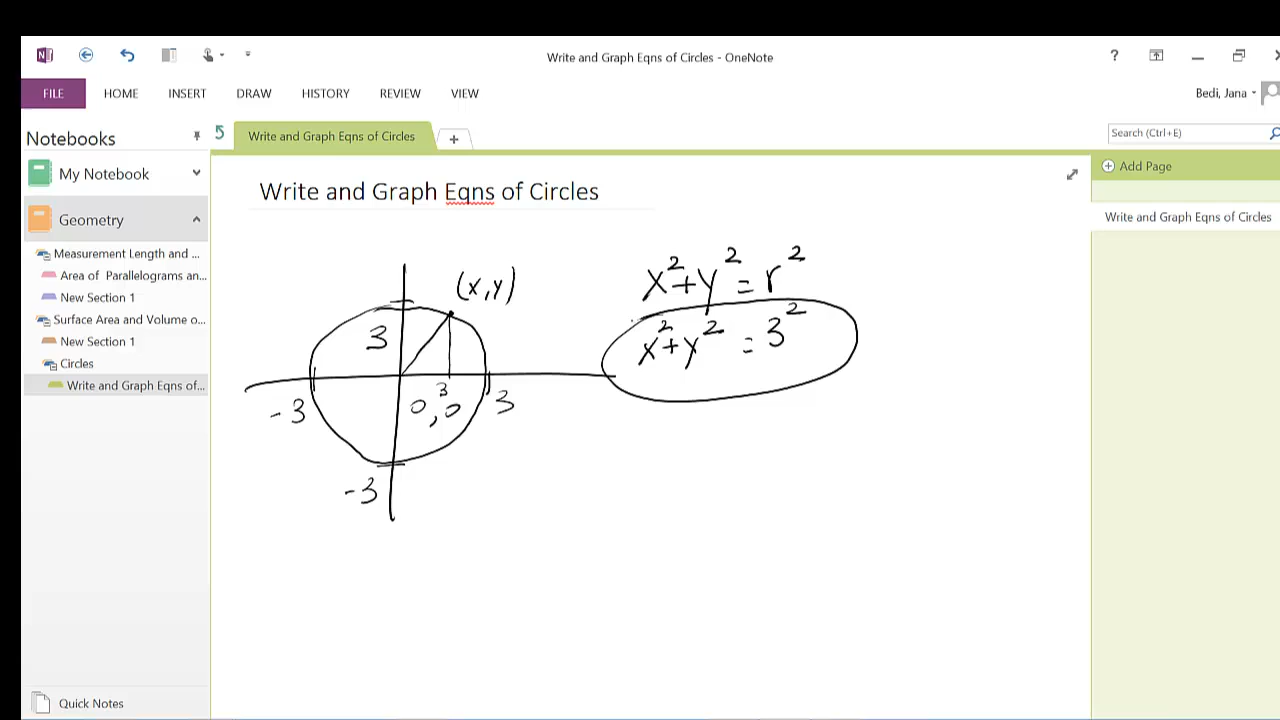 Write and Graph Eqns of Circles - OneNote
?
FILE HOME INSERT DRAW HISTORY REVIEW VIEW
Bedi, Jana
Notebooks
Write and Graph Eqns of Circles +
Search (Ctrl+E)
My Notebook
Geometry
Measurement Length and ...
Area of Parallelograms an...
New Section 1
Surface Area and Volume o...
New Section 1
Circles
Write and Graph Eqns of...
Quick Notes
Write and Graph Eqns of Circles
(x,y)
3
-3
0,0
3
3
-3
x²+y²=r²
x²+y² = 3²
Add Page
Write and Graph Eqns of Circles